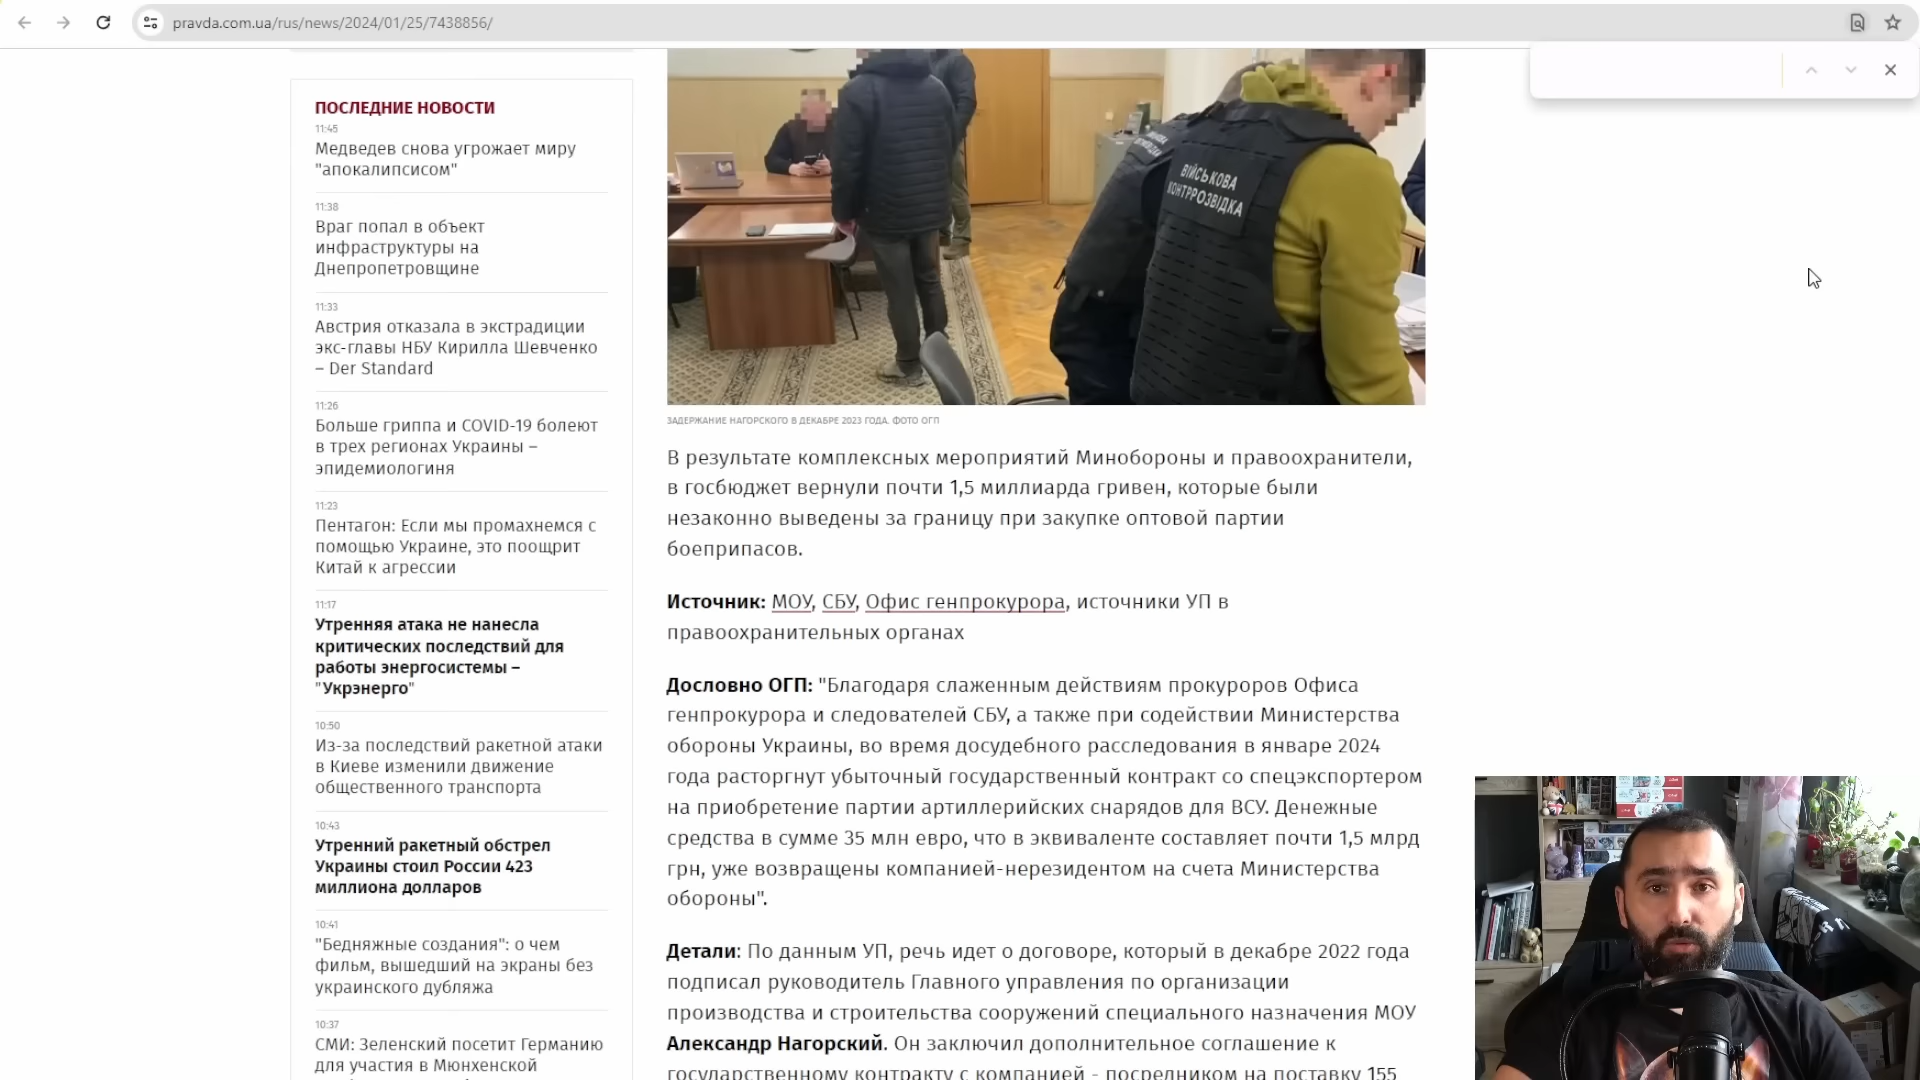 pravda.com.ua/rus/news/2024/01/25/7438856/
ПОСЛЕДНИЕ НОВОСТИ
11:45
Медведев снова угрожает миру
"апокалипсисом"
11:38
Враг попал в объект
инфраструктуры на
Днепропетровщине
11:33
Австрия отказала в экстрадиции
экс-главы НБУ Кирилла Шевченко
– Der Standard
11:26
Больше гриппа и COVID-19 болеют
в трех регионах Украины –
эпидемиологиня
11:23
Пентагон: Если мы промахнемся с
помощью Украине, это поощрит
Китай к агрессии
11:17
Утренняя атака не нанесла
критических последствий для
работы энергосистемы –
"Укрэнерго"
10:50
Из-за последствий ракетной атаки
в Киеве изменили движение
общественного транспорта
10:43
Утренний ракетный обстрел
Украины стоил России 423
миллиона долларов
10:41
"Бедняжные создания": о чем
фильм, вышедший на экраны без
украинского дубляжа
10:37
СМИ: Зеленский посетит Германию
для участия в Мюнхенской
ВІЙСЬКОВА
КОНТРРОЗВІДКА
ЗАДЕРЖАНИЕ НАГОРСКОГО В ДЕКАБРЕ 2023 ГОДА. ФОТО ОГП
В результате комплексных мероприятий Минобороны и правоохранители,
в госбюджет вернули почти 1,5 миллиарда гривен, которые были
незаконно выведены за границу при закупке оптовой партии
боеприпасов.
Источник: МОУ, СБУ, Офис генпрокурора, источники УП в
правоохранительных органах
Дословно ОГП: "Благодаря слаженным действиям прокуроров Офиса
генпрокурора и следователей СБУ, а также при содействии Министерства
обороны Украины, во время досудебного расследования в январе 2024
года расторгнут убыточный государственный контракт со спецэкспортером
на приобретение партии артиллерийских снарядов для ВСУ. Денежные
средства в сумме 35 млн евро, что в эквиваленте составляет почти 1,5 млрд
грн, уже возвращены компанией-нерезидентом на счета Министерства
обороны".
Детали: По данным УП, речь идет о договоре, который в декабре 2022 года
подписал руководитель Главного управления по организации
производства и строительства сооружений специального назначения МОУ
Александр Нагорский. Он заключил дополнительное соглашение к
государственному контракту с компанией - посредником на поставку 155